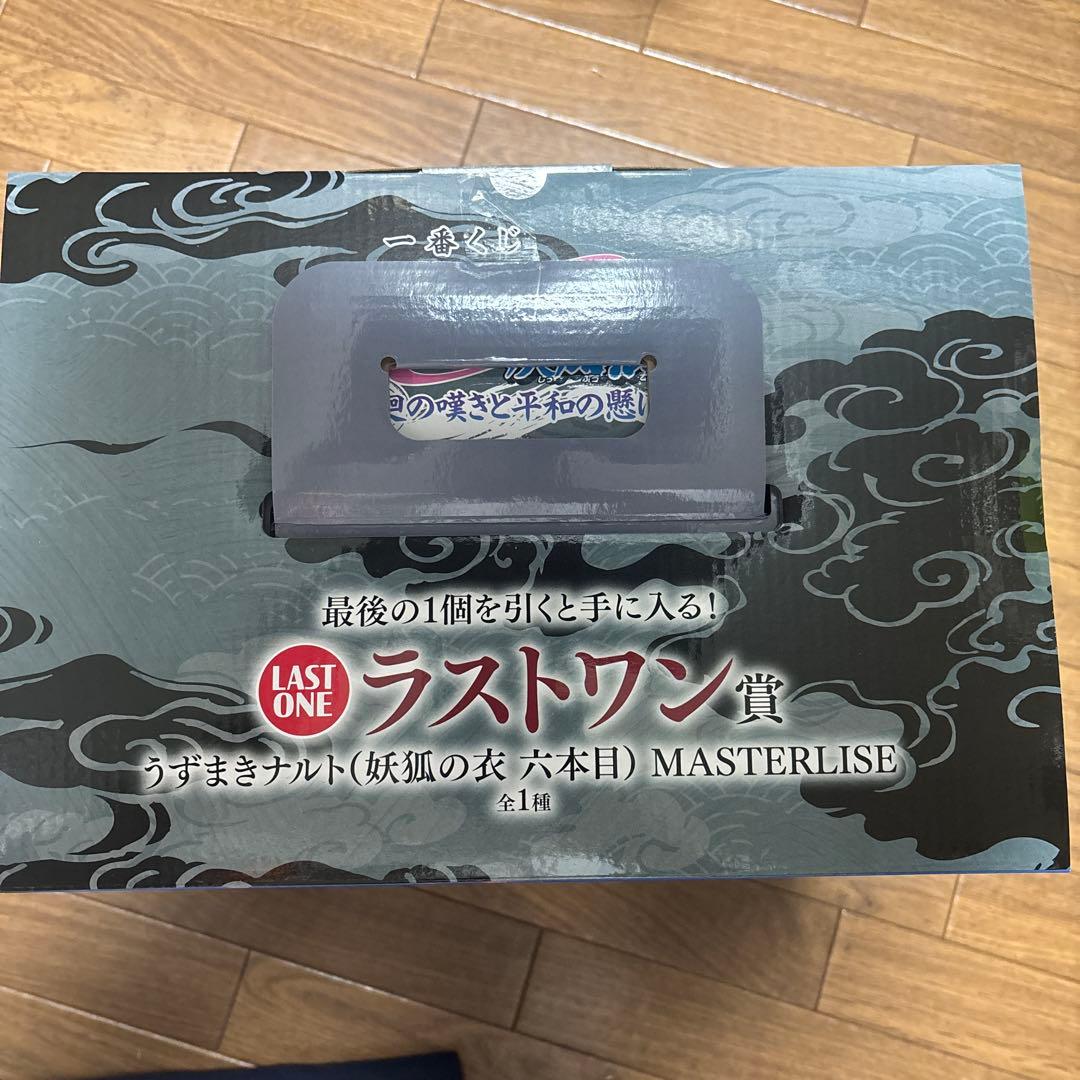 一番くじ
廻の嘆きと平和の懸け
最後の1個を引くと手に入る!
LAST ONE ラストワン賞
うずまきナルト(妖狐の衣 六本目) MASTERLISE
全1種